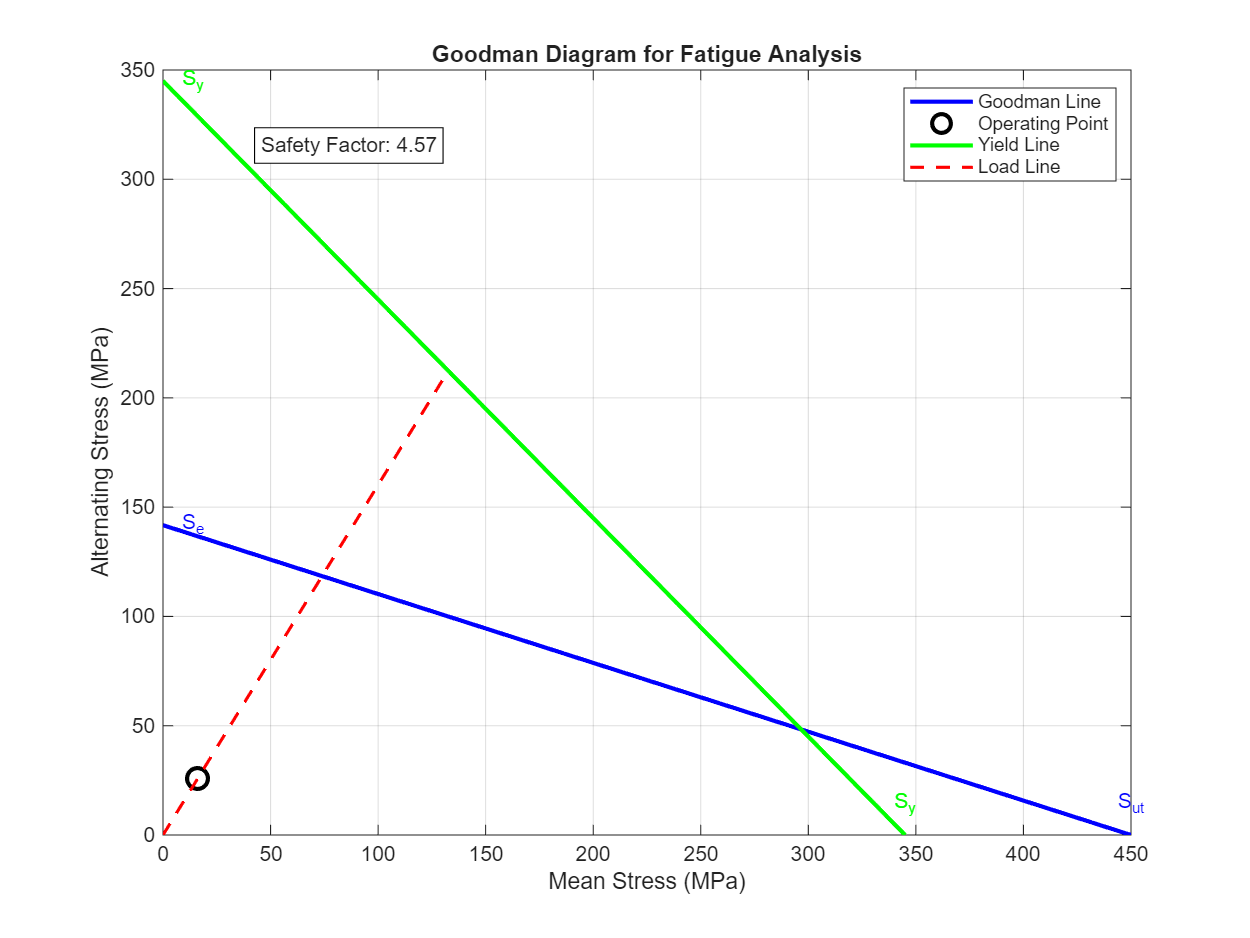 Goodman Diagram for Fatigue Analysis
350
300
250
200
150
100
50
0
Alternating Stress (MPa)
S_y
Safety Factor: 4.57
Goodman Line
Operating Point
Yield Line
Load Line
S_e
S_y
S_ut
0 50 100 150 200 250 300 350 400 450
Mean Stress (MPa)